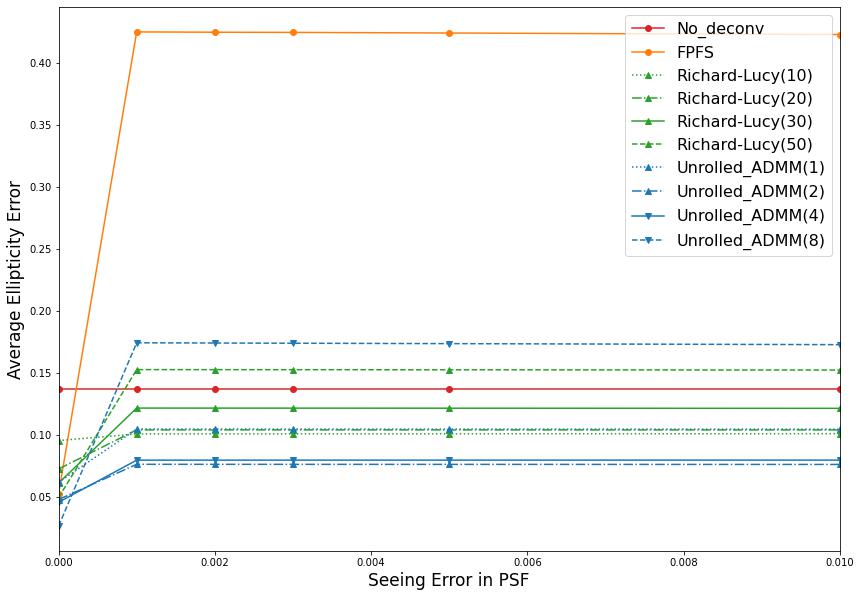 No_deconv
FPFS
Richard-Lucy(10)
Richard-Lucy(20)
Richard-Lucy(30)
Richard-Lucy(50)
Unrolled_ADMM(1)
Unrolled_ADMM(2)
Unrolled_ADMM(4)
Unrolled_ADMM(8)
Average Ellipticity Error
0.40
0.35
0.30
0.25
0.20
0.15
0.10
0.05
0.000 0.002 0.004 0.006 0.008 0.010
Seeing Error in PSF